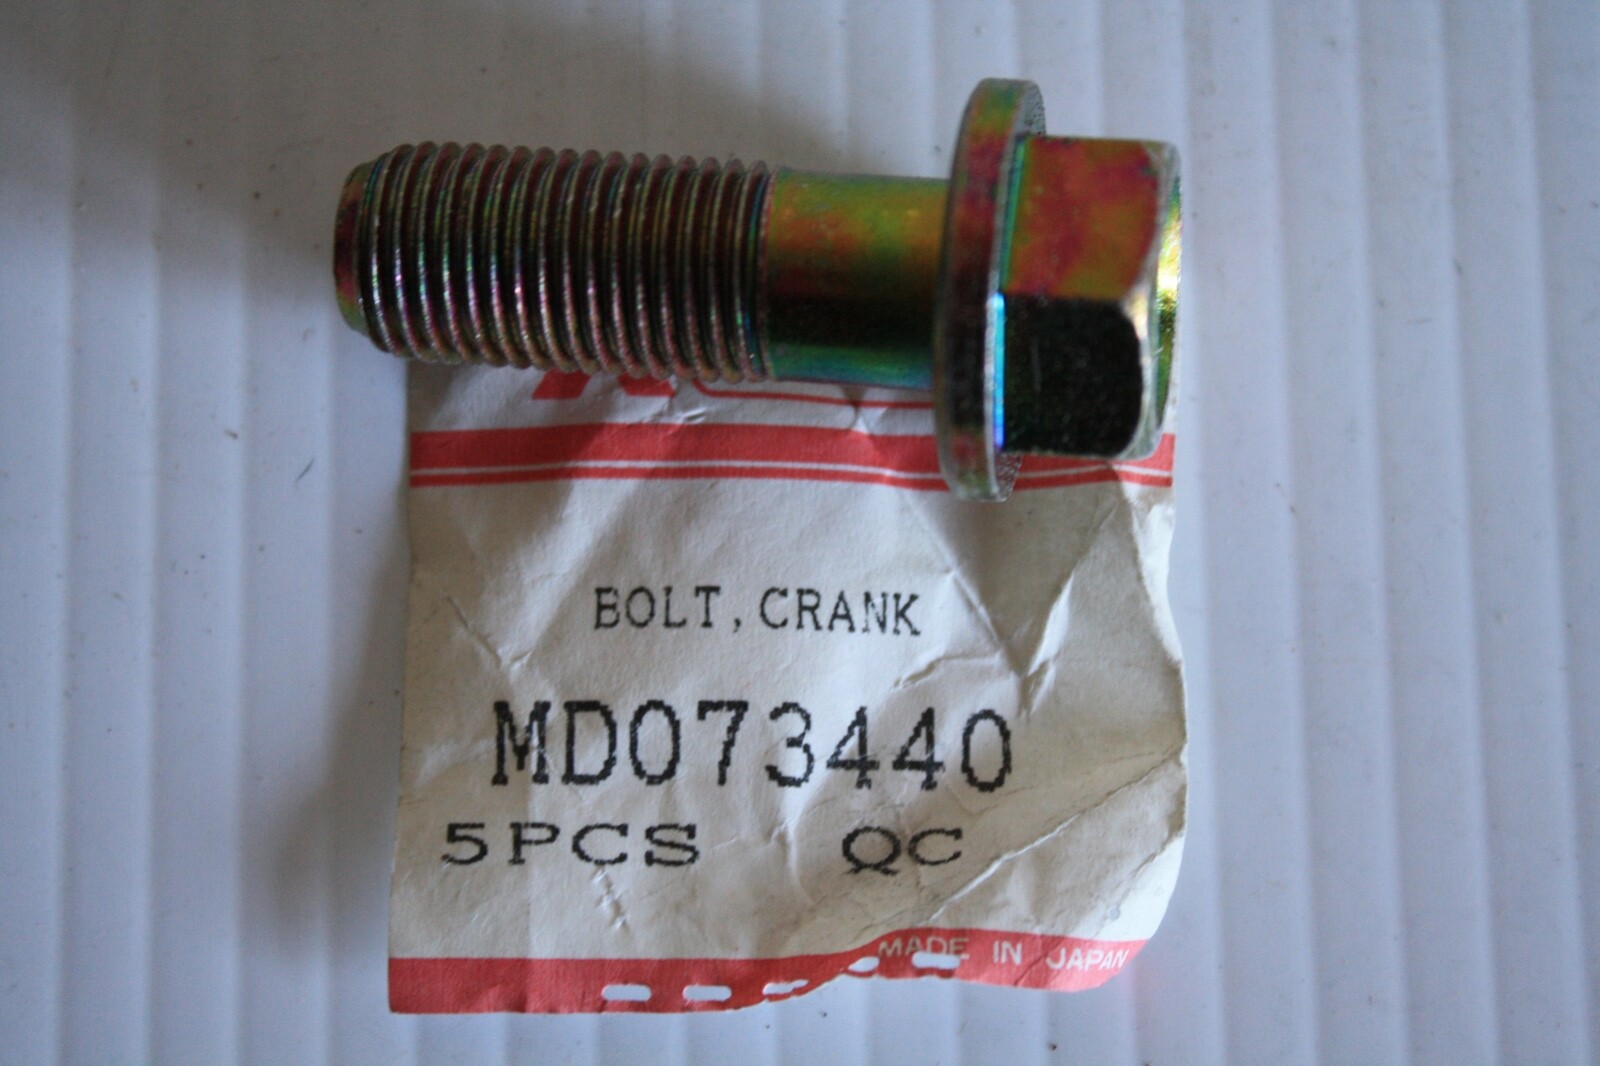 BOLT, CRANK
MD073440
5PCS QC
MADE IN JAPAN